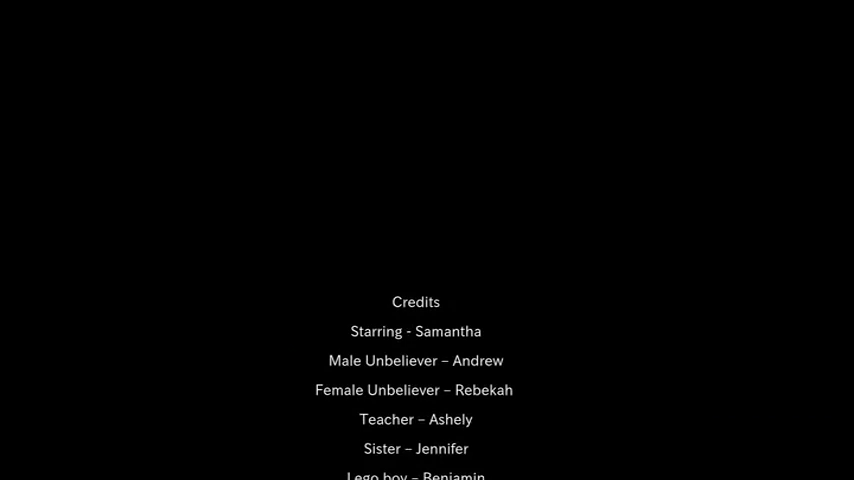 Credits
Starring - Samantha
Male Unbeliever – Andrew
Female Unbeliever – Rebekah
Teacher – Ashely
Sister – Jennifer
Lego boy – Benjamin